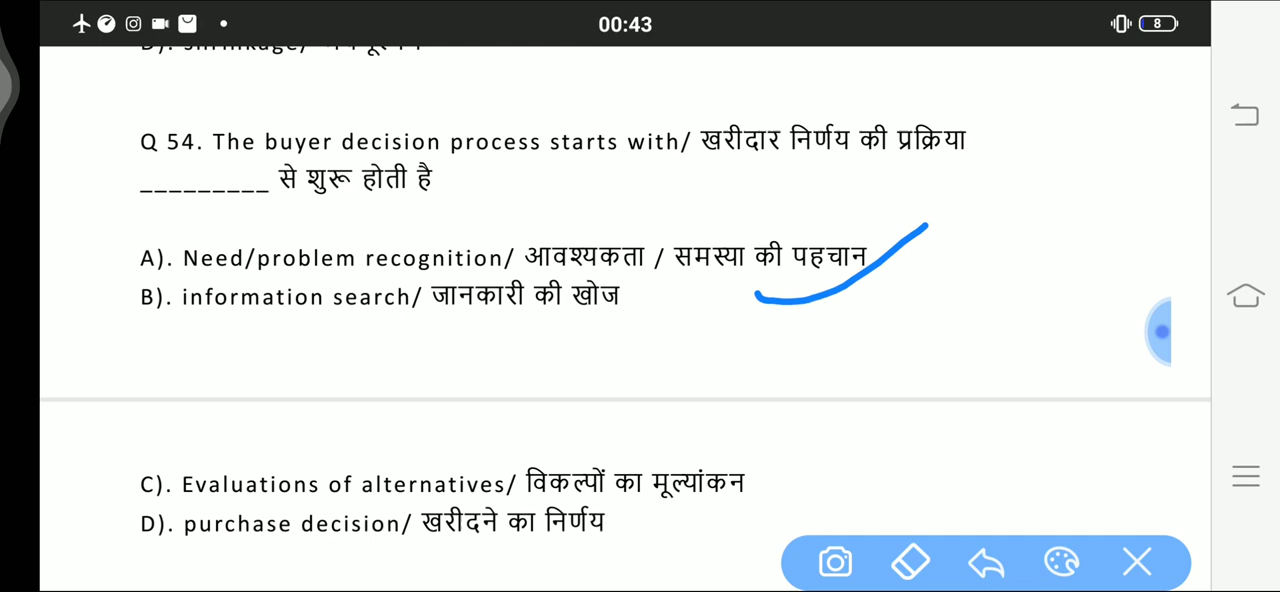 00:43
8
D). shrinkage/
Q 54. The buyer decision process starts with/ खरीदार निर्णय की प्रक्रिया
_________ से शुरू होती है
A). Need/problem recognition/ आवश्यकता / समस्या की पहचान
B). information search/ जानकारी की खोज
C). Evaluations of alternatives/ विकल्पों का मूल्यांकन
D). purchase decision/ खरीदने का निर्णय